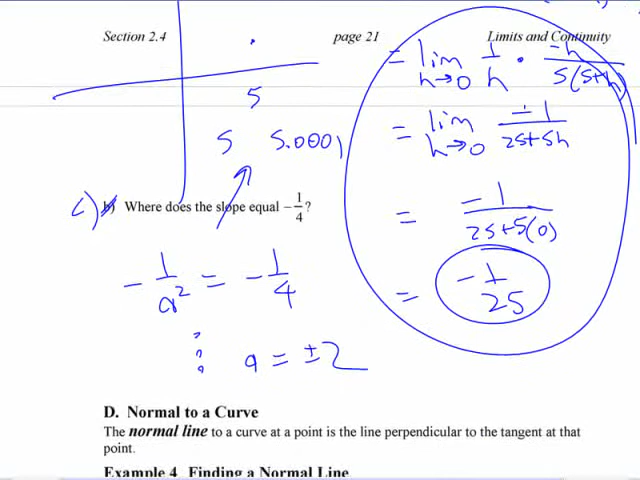 Section 2.4 page 21 Limits and Continuity
= lim h→0 1/h · -h/5(5+h)
5
= lim h→0 -1/25+5h
5 5.0001
c) b) Where does the slope equal -1/4?
= -1/25+5(0)
- 1/a² = - 1/4
= -1/25
⋮ a = ±2
D. Normal to a Curve
The normal line to a curve at a point is the line perpendicular to the tangent at that
point.
Example 4 Finding a Normal Line